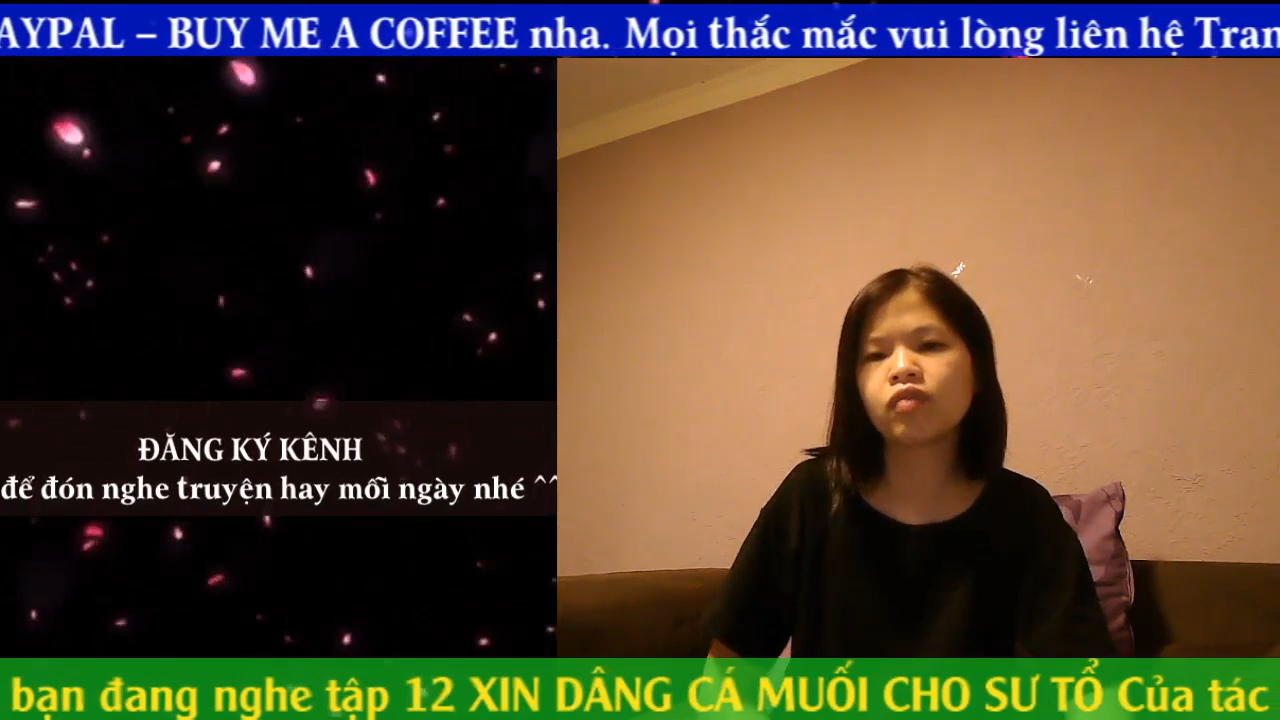 AYPAL – BUY ME A COFFEE nha. Mọi thắc mắc vui lòng liên hệ Tran
ĐĂNG KÝ KÊNH
để đón nghe truyện hay mỗi ngày nhé ^^
bạn đang nghe tập 12 XIN DÂNG CÁ MUỐI CHO SƯ TỔ Của tác